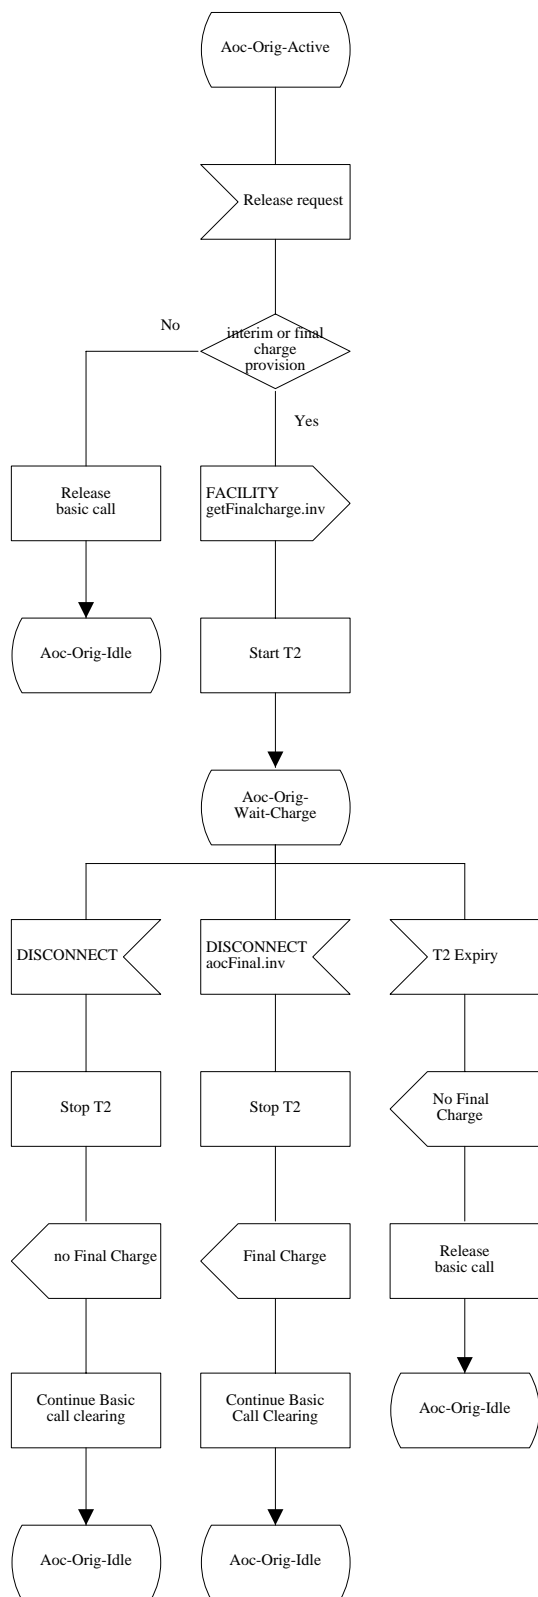 Aoc-Orig-Active
Release request
No
interim or final
charge
provision
Yes
Release
basic call
FACILITY
getFinalcharge.inv
Aoc-Orig-Idle
Start T2
Aoc-Orig-
Wait-Charge
DISCONNECT
DISCONNECT
aocFinal.inv
T2 Expiry
Stop T2
Stop T2
No Final
Charge
no Final Charge
Final Charge
Release
basic call
Continue Basic
call clearing
Continue Basic
Call Clearing
Aoc-Orig-Idle
Aoc-Orig-Idle
Aoc-Orig-Idle